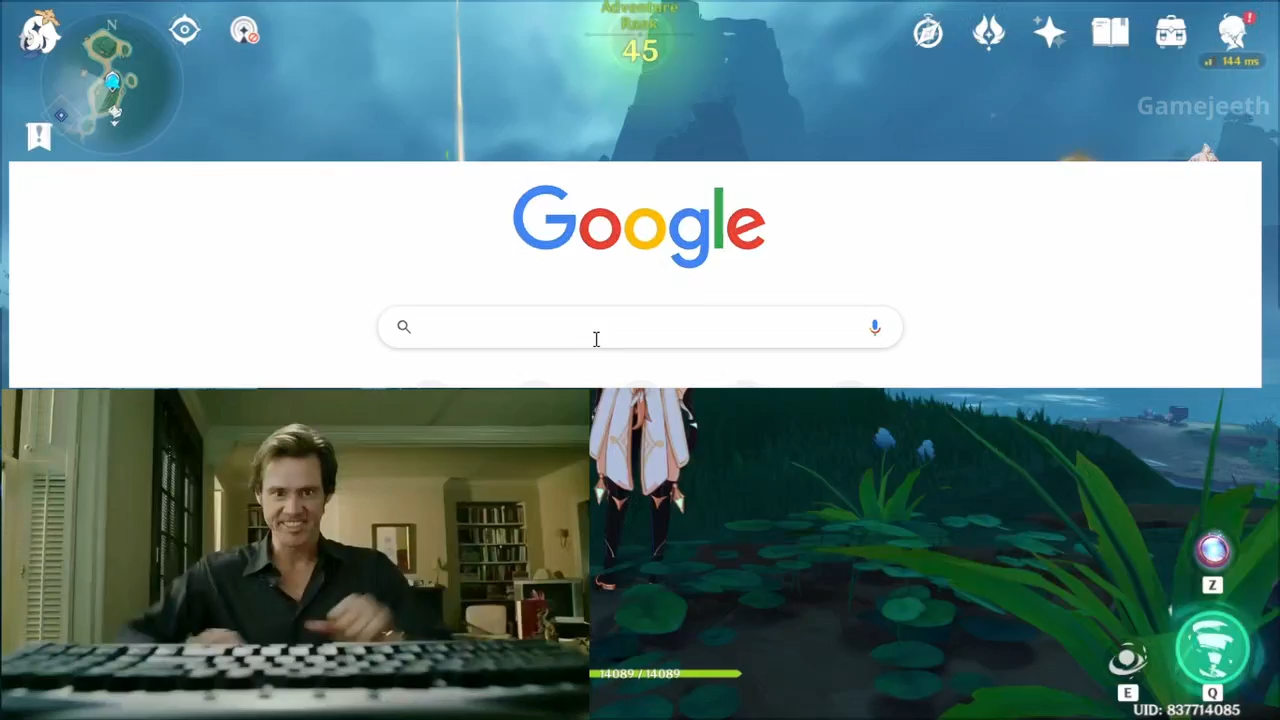 Adventure
Rank
45
N
144 ms
Gamejeeth
Google
14089 / 14089
Z
E
Q
UID: 837714085